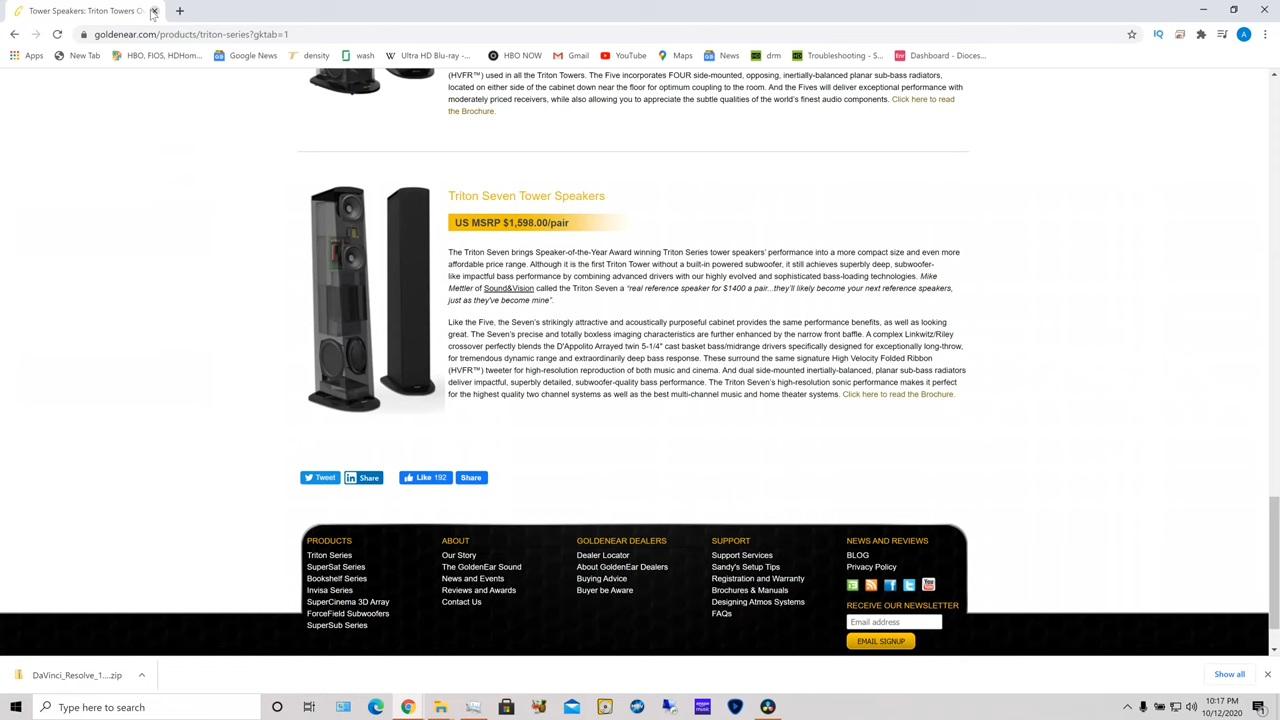 Tower Speakers: Triton Towers O
goldenear.com/products/triton-series?gktab=1
A
Apps
New Tab
HBO, FIOS, HDHom...
Google News
density
wash
Ultra HD Blu-ray -...
HBO NOW
Gmail
YouTube
Maps
News
drm
Troubleshooting - S...
Dashboard - Dioces...
(HVFR™) used in all the Triton Towers. The Five incorporates FOUR side-mounted, opposing, inertially-balanced planar sub-bass radiators,
located on either side of the cabinet down near the floor for optimum coupling to the room. And the Fives will deliver exceptional performance with
moderately priced receivers, while also allowing you to appreciate the subtle qualities of the world's finest audio components. Click here to read
the Brochure.
Triton Seven Tower Speakers
US MSRP $1,598.00/pair
The Triton Seven brings Speaker-of-the-Year Award winning Triton Series tower speakers' performance into a more compact size and even more
affordable price range. Although it is the first Triton Tower without a built-in powered subwoofer, it still achieves superbly deep, subwoofer-
like impactful bass performance by combining advanced drivers with our highly evolved and sophisticated bass-loading technologies. Mike
Mettler of Sound&Vision called the Triton Seven a "real reference speaker for $1400 a pair...they'll likely become your next reference speakers,
just as they've become mine".
Like the Five, the Seven's strikingly attractive and acoustically purposeful cabinet provides the same performance benefits, as well as looking
great. The Seven's precise and totally boxless imaging characteristics are further enhanced by the narrow front baffle. A complex Linkwitz/Riley
crossover perfectly blends the D'Appolito Arrayed twin 5-1/4" cast basket bass/midrange drivers specifically designed for exceptionally long-throw,
for tremendous dynamic range and extraordinarily deep bass response. These surround the same signature High Velocity Folded Ribbon
(HVFR™) tweeter for high-resolution reproduction of both music and cinema. And dual side-mounted inertially-balanced, planar sub-bass radiators
deliver impactful, superbly detailed, subwoofer-quality bass performance. The Triton Seven's high-resolution sonic performance makes it perfect
for the highest quality two channel systems as well as the best multi-channel music and home theater systems. Click here to read the Brochure.
Tweet
Share
Like 192
Share
PRODUCTS
Triton Series
SuperSat Series
Bookshelf Series
Invisa Series
SuperCinema 3D Array
ForceField Subwoofers
SuperSub Series
ABOUT
Our Story
The GoldenEar Sound
News and Events
Reviews and Awards
Contact Us
GOLDENEAR DEALERS
Dealer Locator
About GoldenEar Dealers
Buying Advice
Buyer be Aware
SUPPORT
Support Services
Sandy's Setup Tips
Registration and Warranty
Brochures & Manuals
Designing Atmos Systems
FAQs
NEWS AND REVIEWS
BLOG
Privacy Policy
RECEIVE OUR NEWSLETTER
Email address
EMAIL SIGNUP
DaVinci_Resolve_1....zip
Show all
Type here to search
10:17 PM
10/12/2020